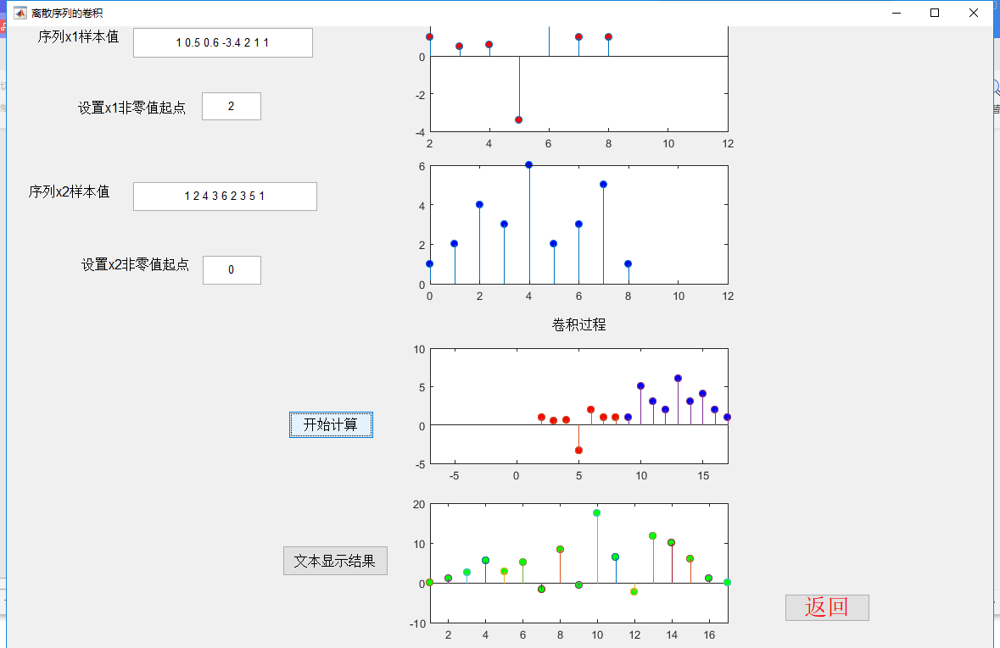 离散序列的卷积
序列x1样本值
1 0.5 0.6 -3.4 2 1 1
设置x1非零值起点
2
0
-2
-4
2 4 6 8 10 12
序列x2样本值
1 2 4 3 6 2 3 5 1
设置x2非零值起点
0
6
4
2
0
0 2 4 6 8 10 12
卷积过程
10
5
0
-5
-5 0 5 10 15
开始计算
20
10
0
-10
2 4 6 8 10 12 14 16
文本显示结果
返回